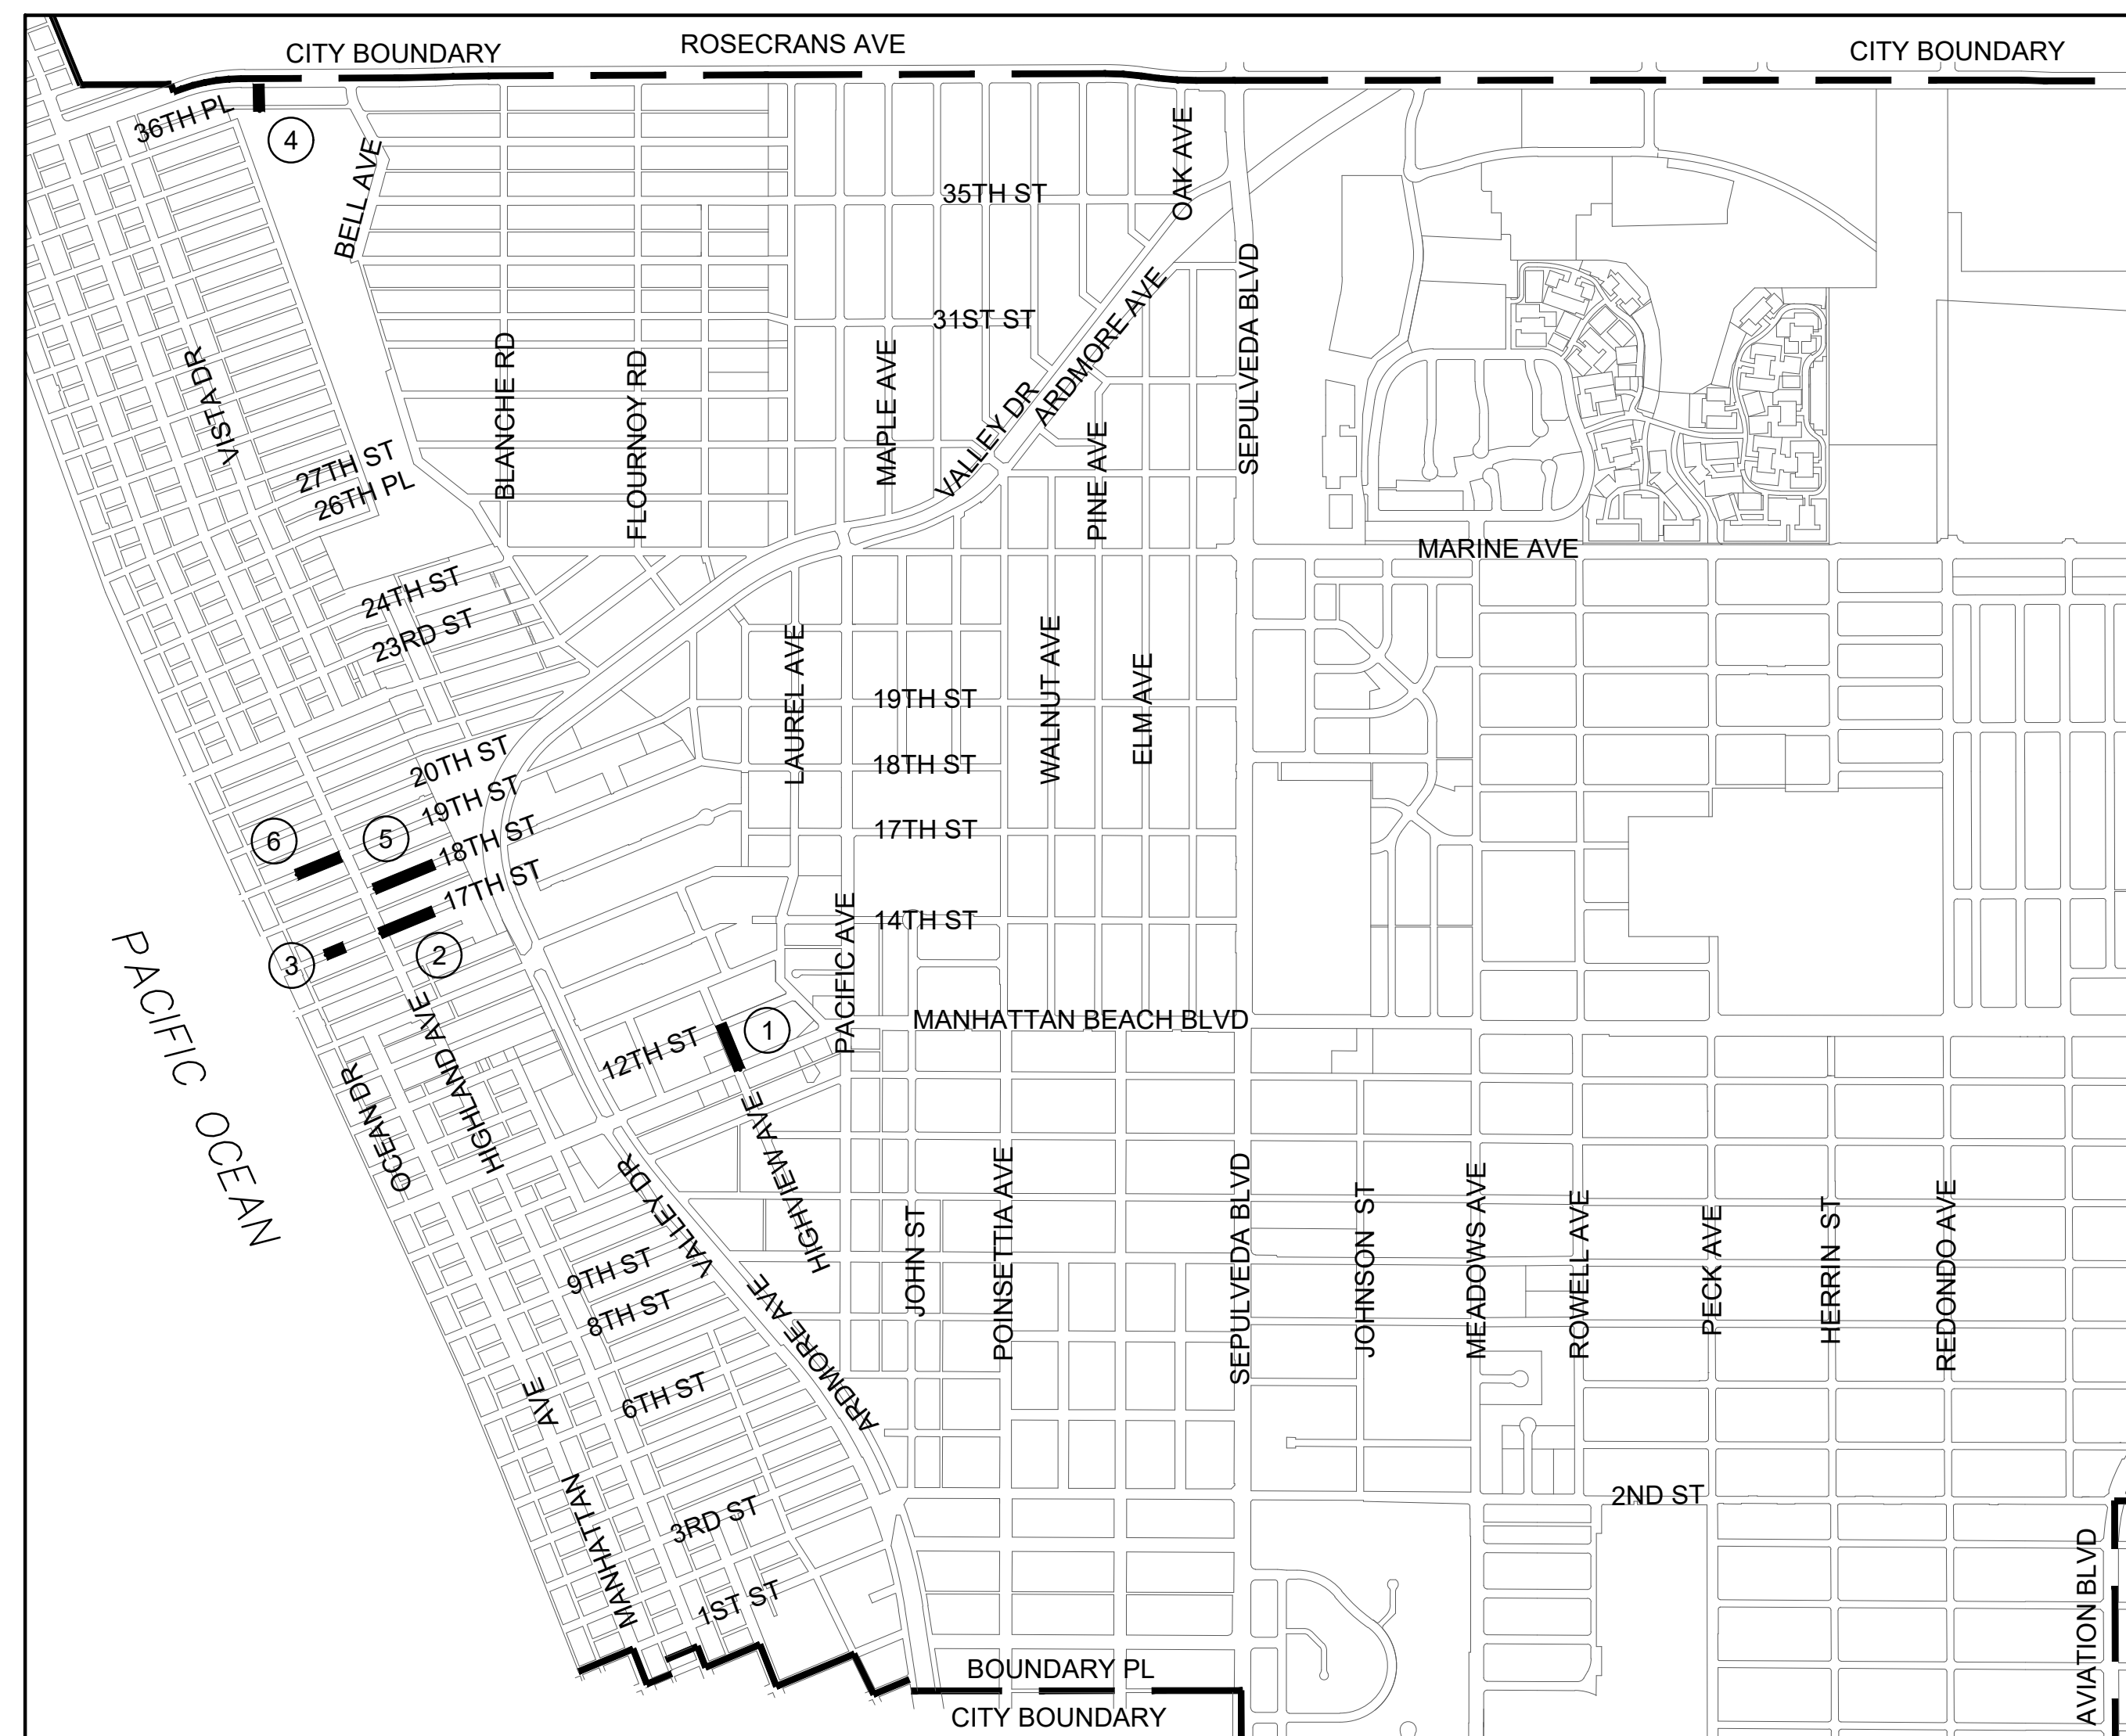 CITY BOUNDARY
ROSECRANS AVE
CITY BOUNDARY
36TH PL
4
BELL AVE
OAK AVE
35TH ST
31ST ST
SEPULVEDA BLVD
ARDMORE AVE
VALLEY DR
VISTA DR
BLANCHE RD
FLOURNOY RD
MAPLE AVE
PINE AVE
27TH ST
26TH PL
MARINE AVE
24TH ST
23RD ST
LAUREL AVE
WALNUT AVE
ELM AVE
19TH ST
20TH ST
18TH ST
19TH ST
6
5
18TH ST
17TH ST
17TH ST
PACIFIC AVE
14TH ST
3
2
PACIFIC OCEAN
HIGHLAND AVE
OCEAN DR
12TH ST
1
MANHATTAN BEACH BLVD
HIGHVIEW AVE
VALLEY DR
ARDMORE AVE
JOHN ST
POINSETTIA AVE
SEPULVEDA BLVD
JOHNSON ST
MEADOWS AVE
ROWELL AVE
PECK AVE
HERRIN ST
REDONDO AVE
9TH ST
8TH ST
6TH ST
MANHATTAN AVE
3RD ST
2ND ST
1ST ST
AVIATION BLVD
BOUNDARY PL
CITY BOUNDARY